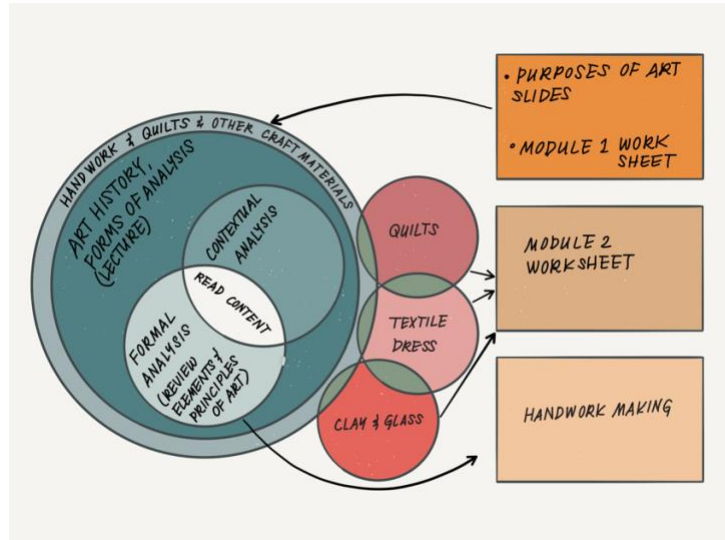 HANDWORK & QUILTS & OTHER CRAFT MATERIALS
ART HISTORY,
FORMS OF ANALYSIS
(LECTURE)
CONTEXTUAL
ANALYSIS
READ CONTENT
FORMAL
ANALYSIS
(REVIEW
ELEMENTS &
PRINCIPLES
OF ART)
QUILTS
TEXTILE
DRESS
CLAY & GLASS
• PURPOSES OF ART
SLIDES
• MODULE 1 WORK
SHEET
MODULE 2
WORKSHEET
HANDWORK MAKING